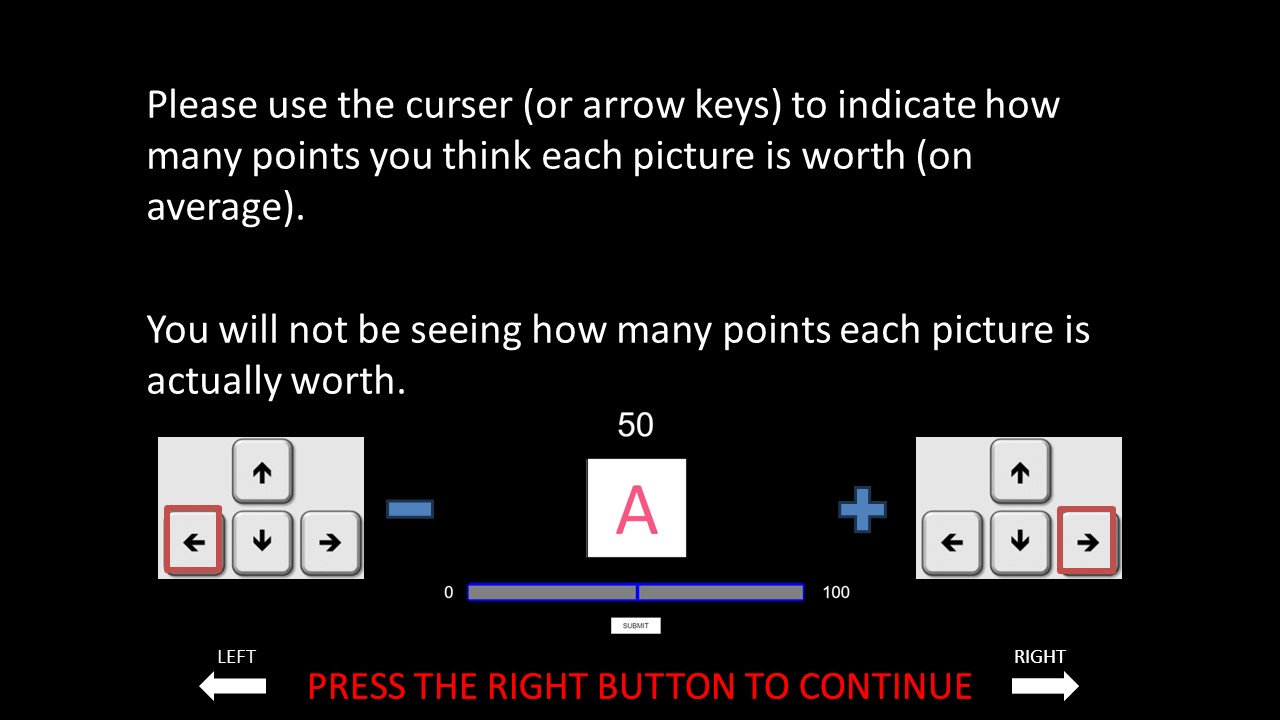 Please use the curser (or arrow keys) to indicate how
many points you think each picture is worth (on
average).
You will not be seeing how many points each picture is
actually worth.
50
A
0 100
SUBMIT
LEFT RIGHT
PRESS THE RIGHT BUTTON TO CONTINUE